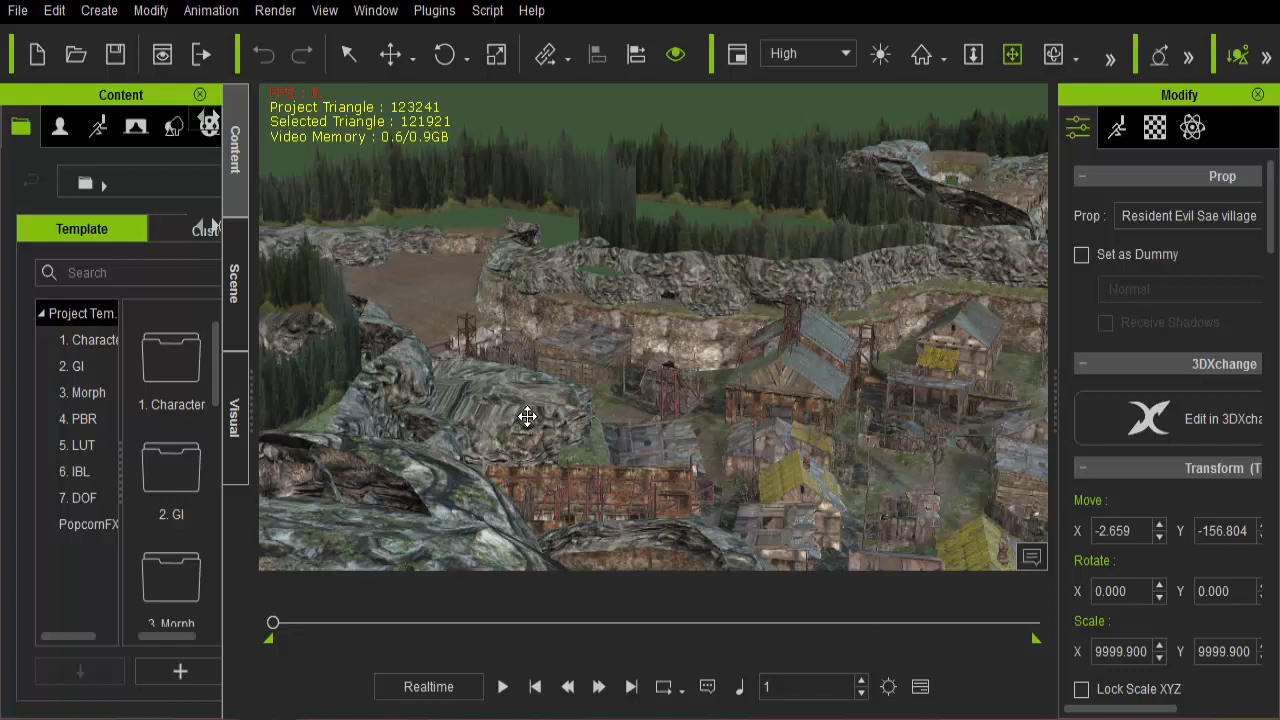 File Edit Create Modify Animation Render View Window Plugins Script Help
High
Content
Modify
Project Triangle : 123241
Selected Triangle : 121921
Video Memory : 0.6/0.9GB
Content
Scene
Visual
Template
Search
Project Tem.
1. Characte
2. GI
3. Morph
4. PBR
5. LUT
6. IBL
7. DOF
PopcornFX
1. Character
2. GI
3. Morph
Prop
Prop : Resident Evil Sae village
Set as Dummy
Normal
Receive Shadows
3DXchange
Edit in 3DXcha
Transform (T
Move :
X -2.659 Y -156.804
Rotate :
X 0.000 Y 0.000
Scale :
X 9999.900 Y 9999.900
Lock Scale XYZ
Realtime
1